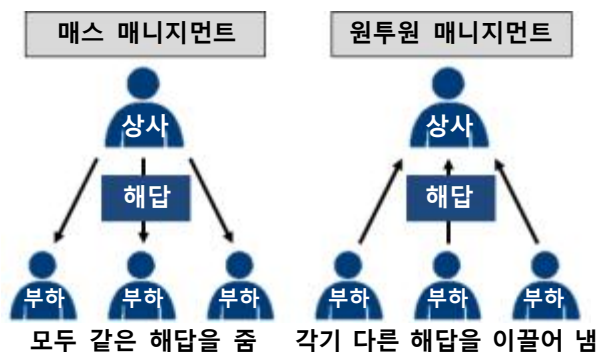 매스 매니지먼트
상사
해답
부하 부하 부하
모두 같은 해답을 줌
원투원 매니지먼트
상사
해답
부하 부하 부하
각기 다른 해답을 이끌어 냄